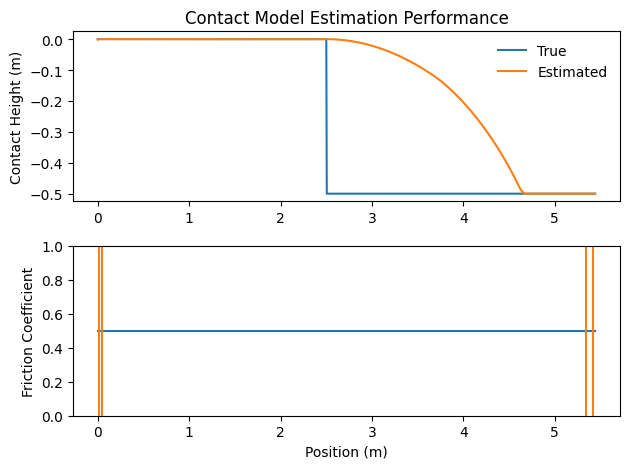 Contact Model Estimation Performance
Contact Height (m)
0.0
−0.1
−0.2
−0.3
−0.4
−0.5
True
Estimated
0 1 2 3 4 5
Friction Coefficient
1.0
0.8
0.6
0.4
0.2
0.0
0 1 2 3 4 5
Position (m)